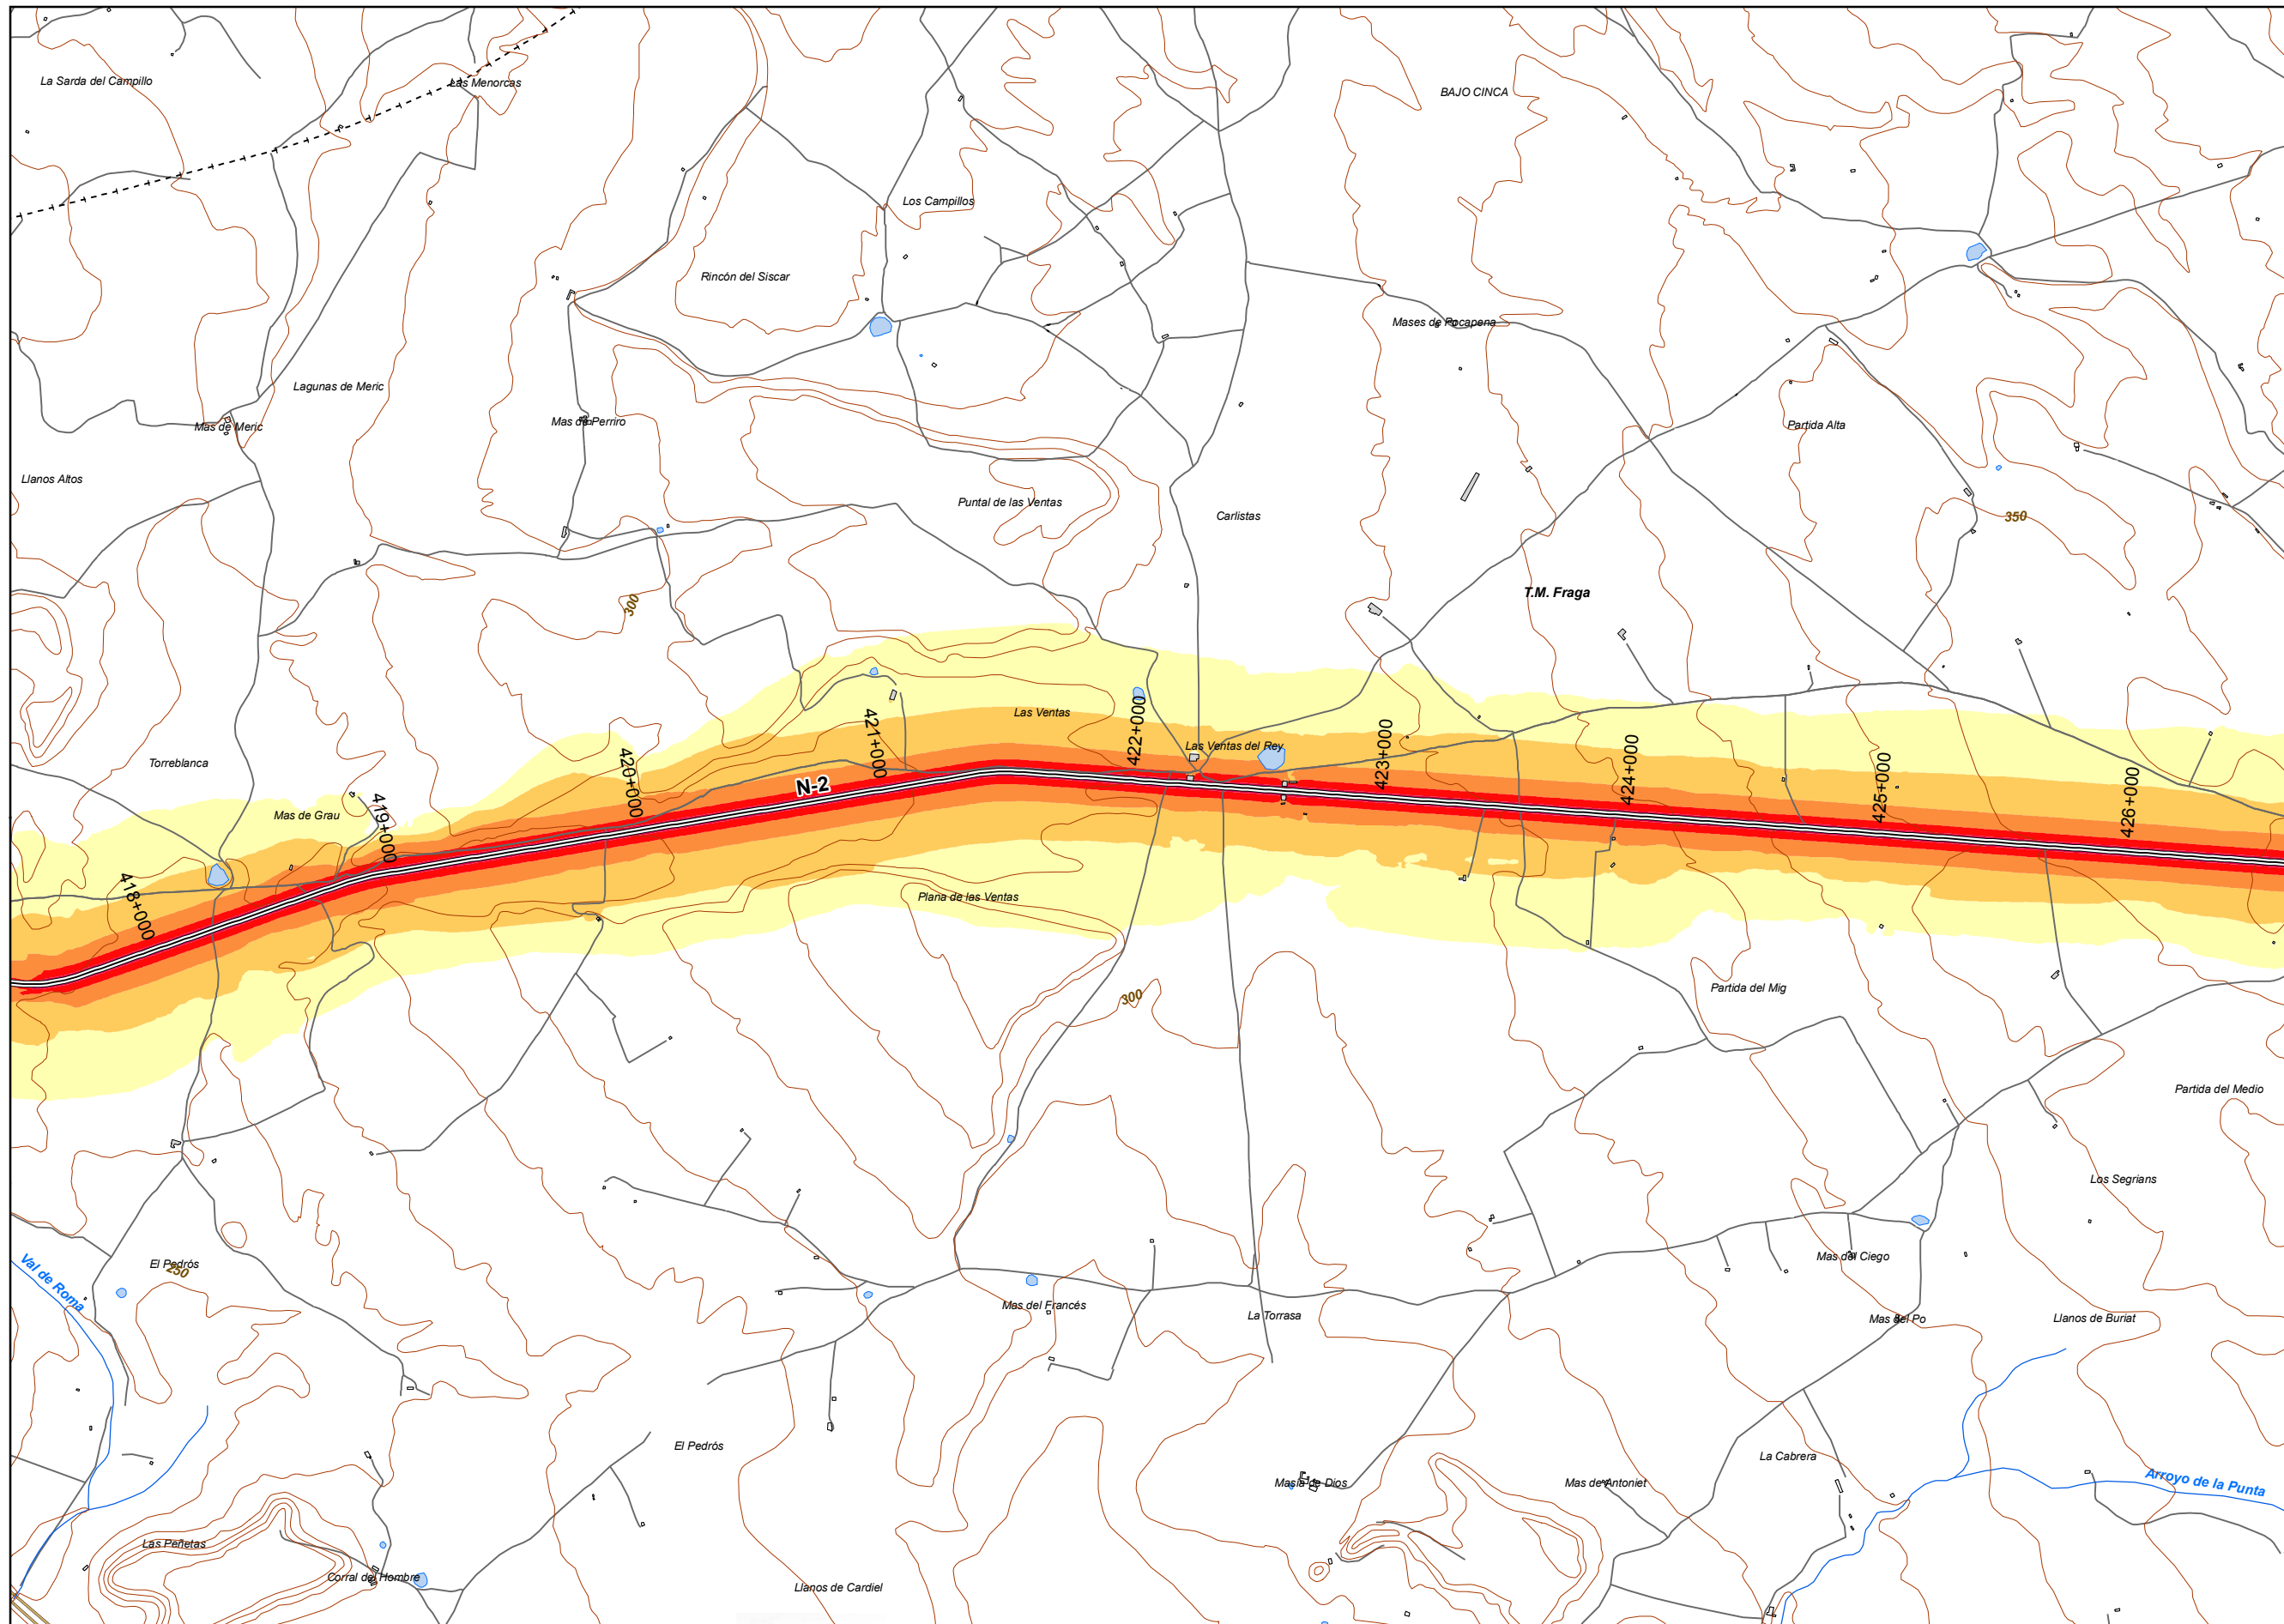 La Sarda del Campillo
Las Menorcas
BAJO CINCA
Los Campillos
Rincón del Siscar
Mases de Pocapena
Lagunas de Meric
Mas de Meric
Mas de Perriro
Partida Alta
Llanos Altos
Puntal de las Ventas
Carlistas
350
T.M. Fraga
300
Las Ventas
Las Ventas del Rey
Torreblanca
418+000
419+000
420+000
421+000
422+000
423+000
424+000
425+000
426+000
N-2
Mas de Grau
Plana de las Ventas
Partida del Mig
300
Partida del Medio
Los Segrians
El Pedrós
250
Val de Roma
Mas del Ciego
Mas del Francés
La Torrasa
Mas del Po
Llanos de Buriat
El Pedrós
La Cabrera
Masía de Dios
Mas de Antoniet
Arroyo de la Punta
Las Peñetas
Corral del Hombre
Llanos de Cardiel